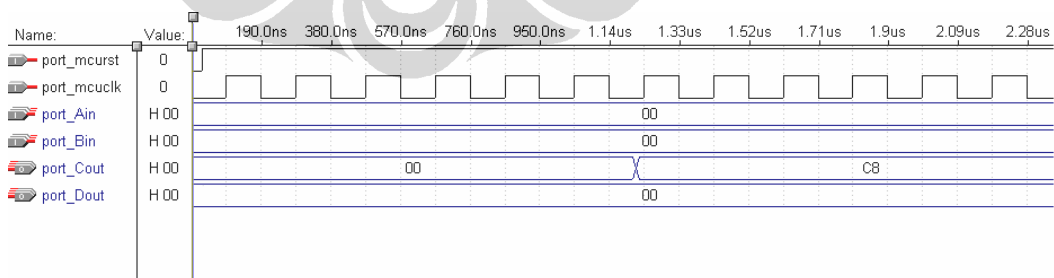 Name: Value: 190.0ns 380.0ns 570.0ns 760.0ns 950.0ns 1.14us 1.33us 1.52us 1.71us 1.9us 2.09us 2.28us
port_mcurst 0
port_mcuclk 0
port_Ain H 00 00
port_Bin H 00 00
port_Cout H 00 00 C8
port_Dout H 00 00